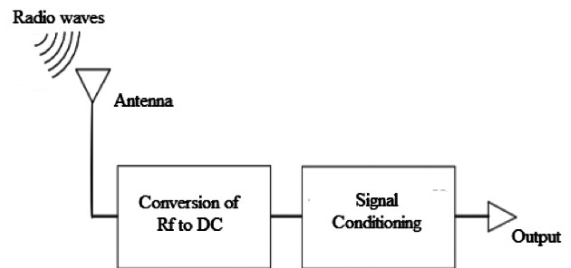 Radio waves
Antenna
Conversion of
Rf to DC
Signal
Conditioning
Output